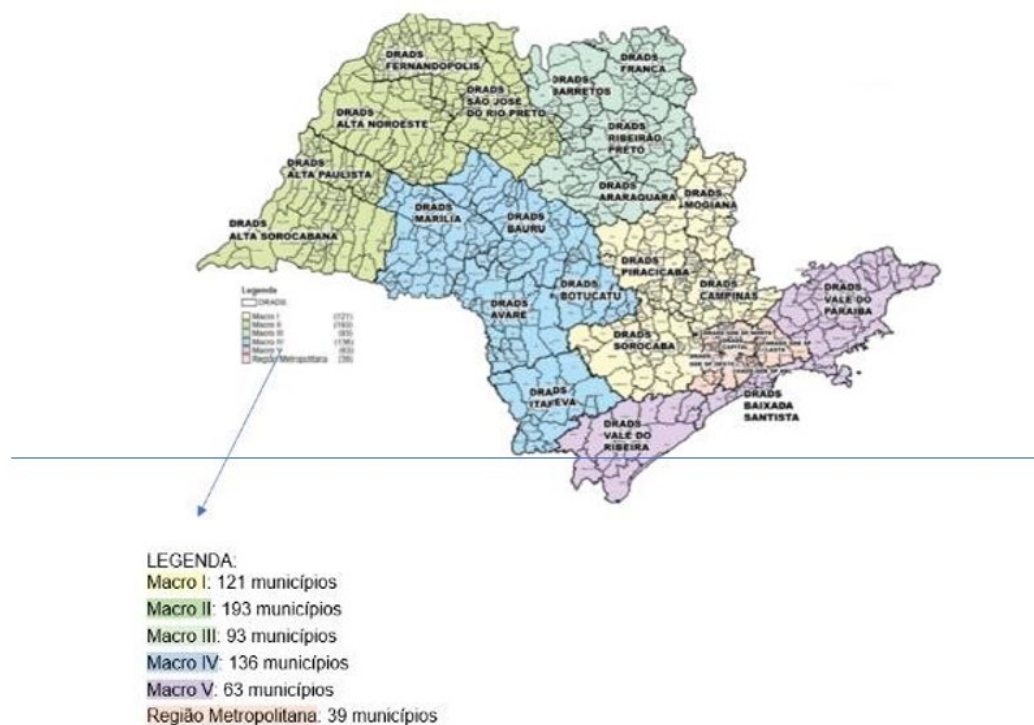 DRADS
FERNANDOPOLIS
DRADS
FRANCA
DRADS
BARRETOS
DRADS
SÃO JOSÉ
DO RIO PRETO
DRADS
ALTA NOROESTE
DRADS
RIBEIRÃO
PRETO
DRADS
ALTA PAULISTA
DRADS
ARARAQUARA
DRADS
MOGIANA
DRADS
MARILIA
DRADS
BAURU
DRADS
ALTA SOROCABANA
DRADS
PIRACICABA
DRADS
CAMPINAS
DRADS
VALE DO
PARAIBA
DRADS
BOTUCATU
DRADS
AVARE
DRADS
SOROCABA
DRADS
CAPITAL
DRADS
ITAPEVA
DRADS
BAIXADA
SANTISTA
DRADS
VALE DO
RIBEIRA
Legenda
DRADS
Macro I (121)
Macro II (193)
Macro III (93)
Macro IV (136)
Macro V (63)
Região Metropolitana (39)
LEGENDA:
Macro I: 121 municípios
Macro II: 193 municípios
Macro III: 93 municípios
Macro IV: 136 municípios
Macro V: 63 municípios
Região Metropolitana: 39 municípios